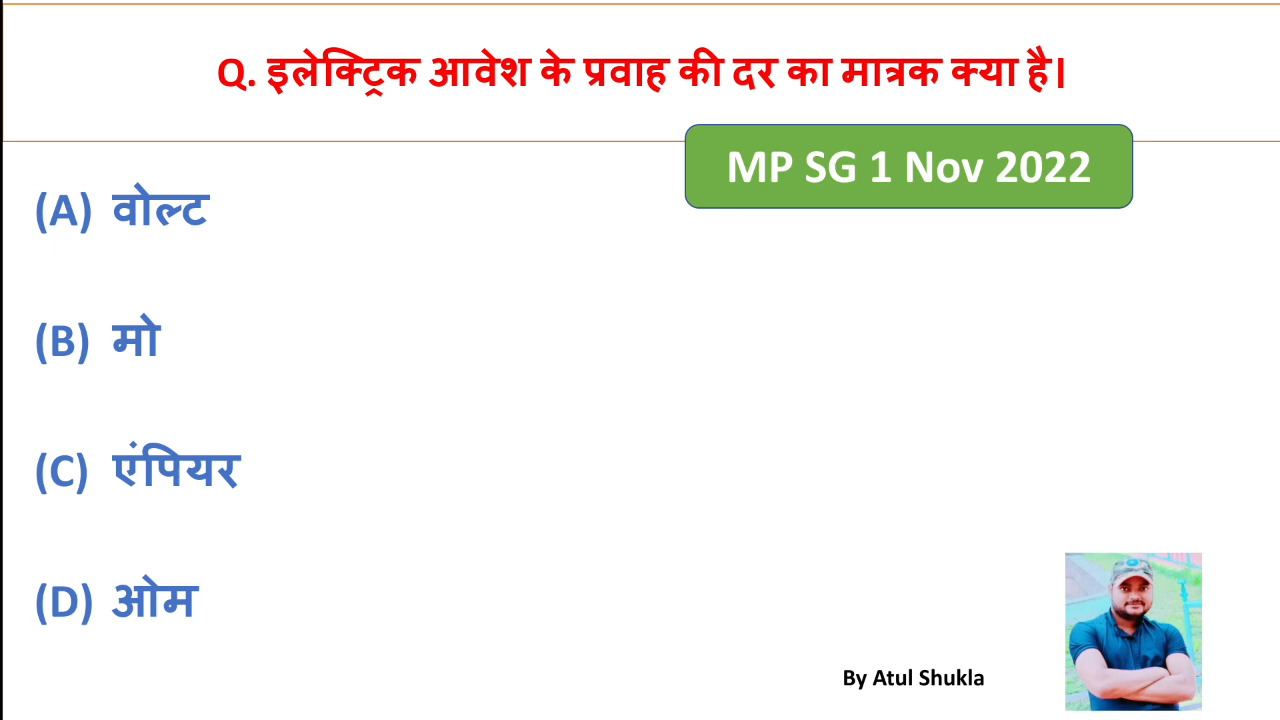 Q. इलेक्ट्रिक आवेश के प्रवाह की दर का मात्रक क्या है।
MP SG 1 Nov 2022
(A) वोल्ट
(B) मो
(C) एंपियर
(D) ओम
By Atul Shukla